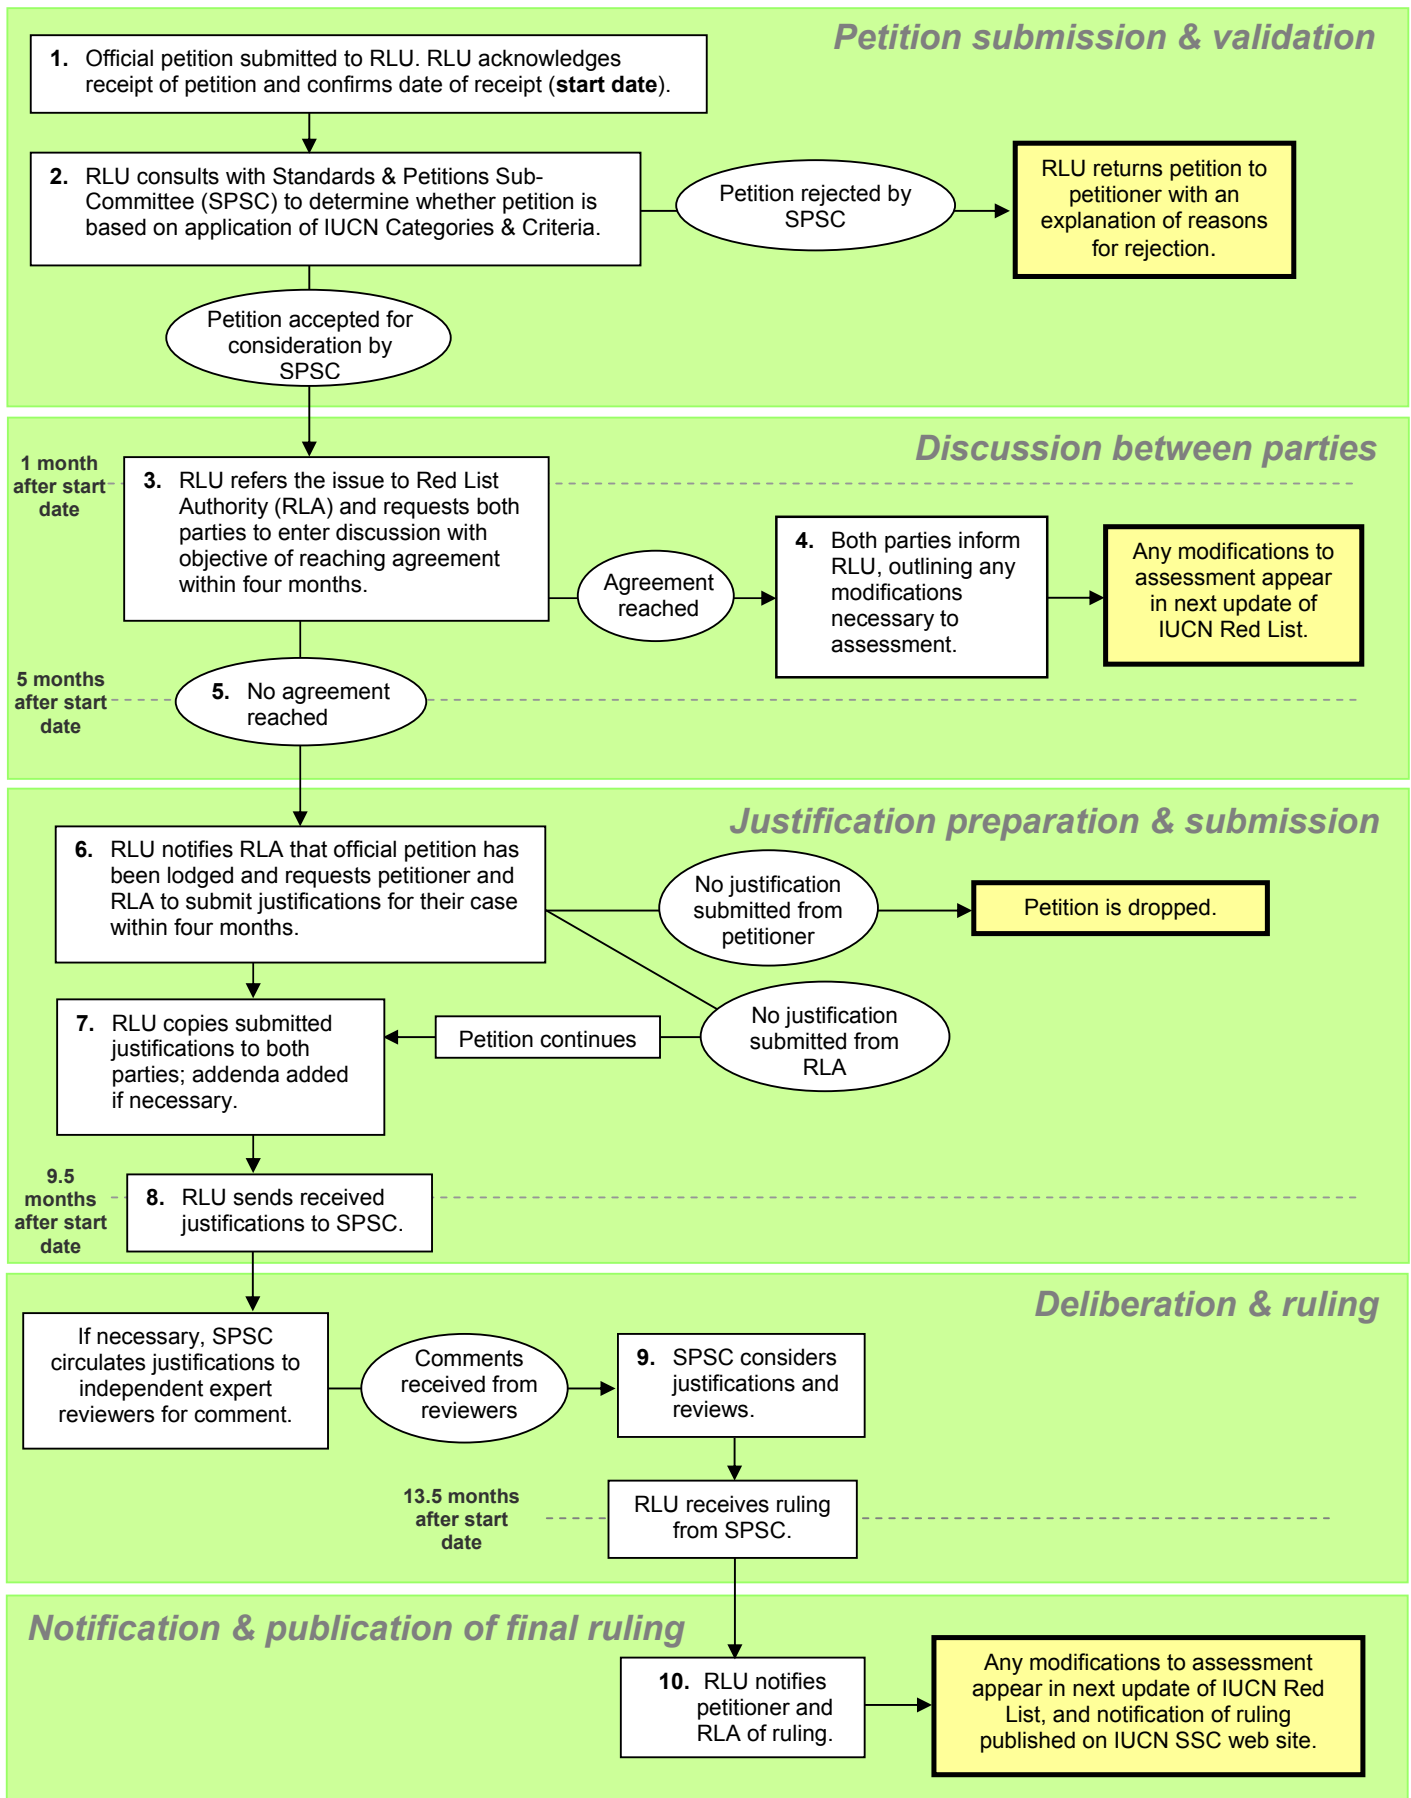 Petition submission & validation
1. Official petition submitted to RLU. RLU acknowledges
receipt of petition and confirms date of receipt (start date).
2. RLU consults with Standards & Petitions Sub-
Committee (SPSC) to determine whether petition is
based on application of IUCN Categories & Criteria.
Petition rejected by
SPSC
RLU returns petition to
petitioner with an
explanation of reasons
for rejection.
Petition accepted for
consideration by
SPSC
Discussion between parties
1 month
after start
date
3. RLU refers the issue to Red List
Authority (RLA) and requests both
parties to enter discussion with
objective of reaching agreement
within four months.
Agreement
reached
4. Both parties inform
RLU, outlining any
modifications
necessary to
assessment.
Any modifications to
assessment appear
in next update of
IUCN Red List.
5 months
after start
date
5. No agreement
reached
Justification preparation & submission
6. RLU notifies RLA that official petition has
been lodged and requests petitioner and
RLA to submit justifications for their case
within four months.
No justification
submitted from
petitioner
Petition is dropped.
7. RLU copies submitted
justifications to both
parties; addenda added
if necessary.
Petition continues
No justification
submitted from
RLA
9.5
months
after start
date
8. RLU sends received
justifications to SPSC.
Deliberation & ruling
If necessary, SPSC
circulates justifications to
independent expert
reviewers for comment.
Comments
received from
reviewers
9. SPSC considers
justifications and
reviews.
13.5 months
after start
date
RLU receives ruling
from SPSC.
Notification & publication of final ruling
10. RLU notifies
petitioner and
RLA of ruling.
Any modifications to assessment
appear in next update of IUCN Red
List, and notification of ruling
published on IUCN SSC web site.